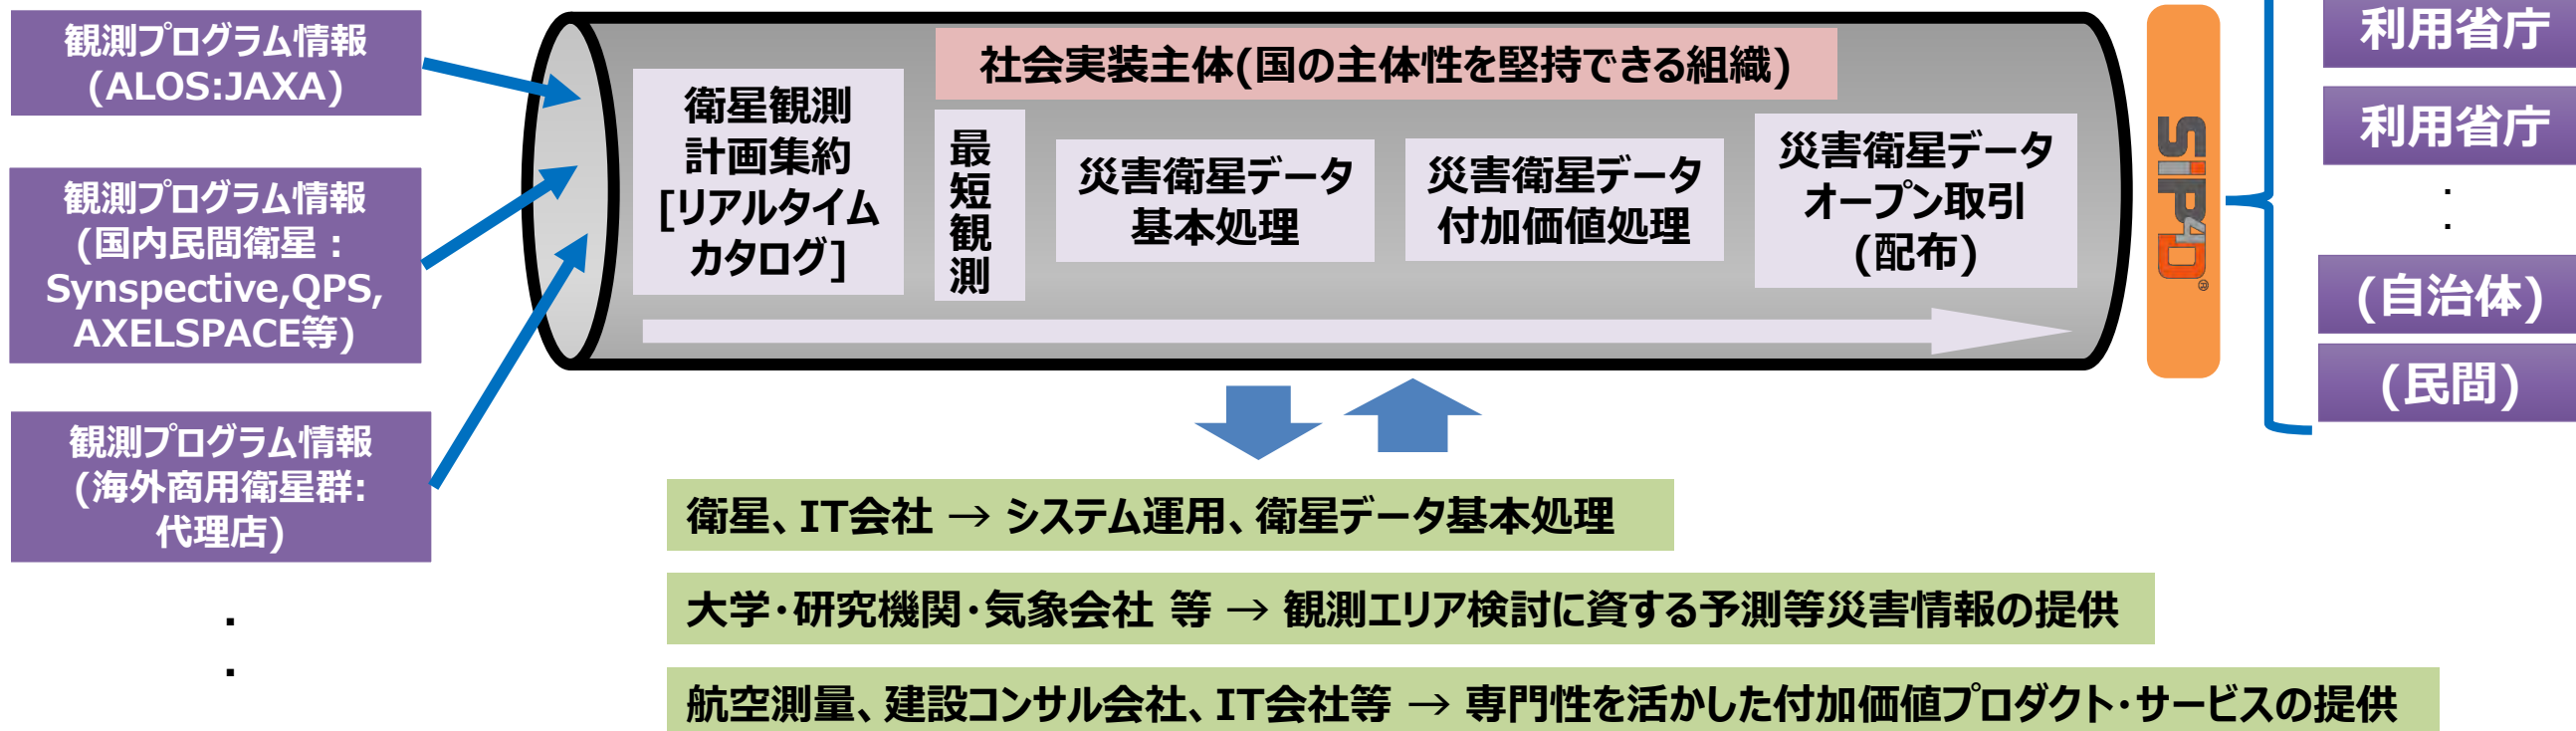 観測プログラム情報
(ALOS:JAXA)
観測プログラム情報
(国内民間衛星：
Synspective,QPS,
AXELSPACE等)
観測プログラム情報
(海外商用衛星群:
代理店)
社会実装主体(国の主体性を堅持できる組織)
衛星観測
計画集約
[リアルタイム
カタログ]
最短観測
災害衛星データ
基本処理
災害衛星データ
付加価値処理
災害衛星データ
オープン取引
(配布)
SIP4D®
利用省庁
利用省庁
(自治体)
(民間)
衛星、IT会社 → システム運用、衛星データ基本処理
大学・研究機関・気象会社 等 → 観測エリア検討に資する予測等災害情報の提供
航空測量、建設コンサル会社、IT会社等 → 専門性を活かした付加価値プロダクト・サービスの提供